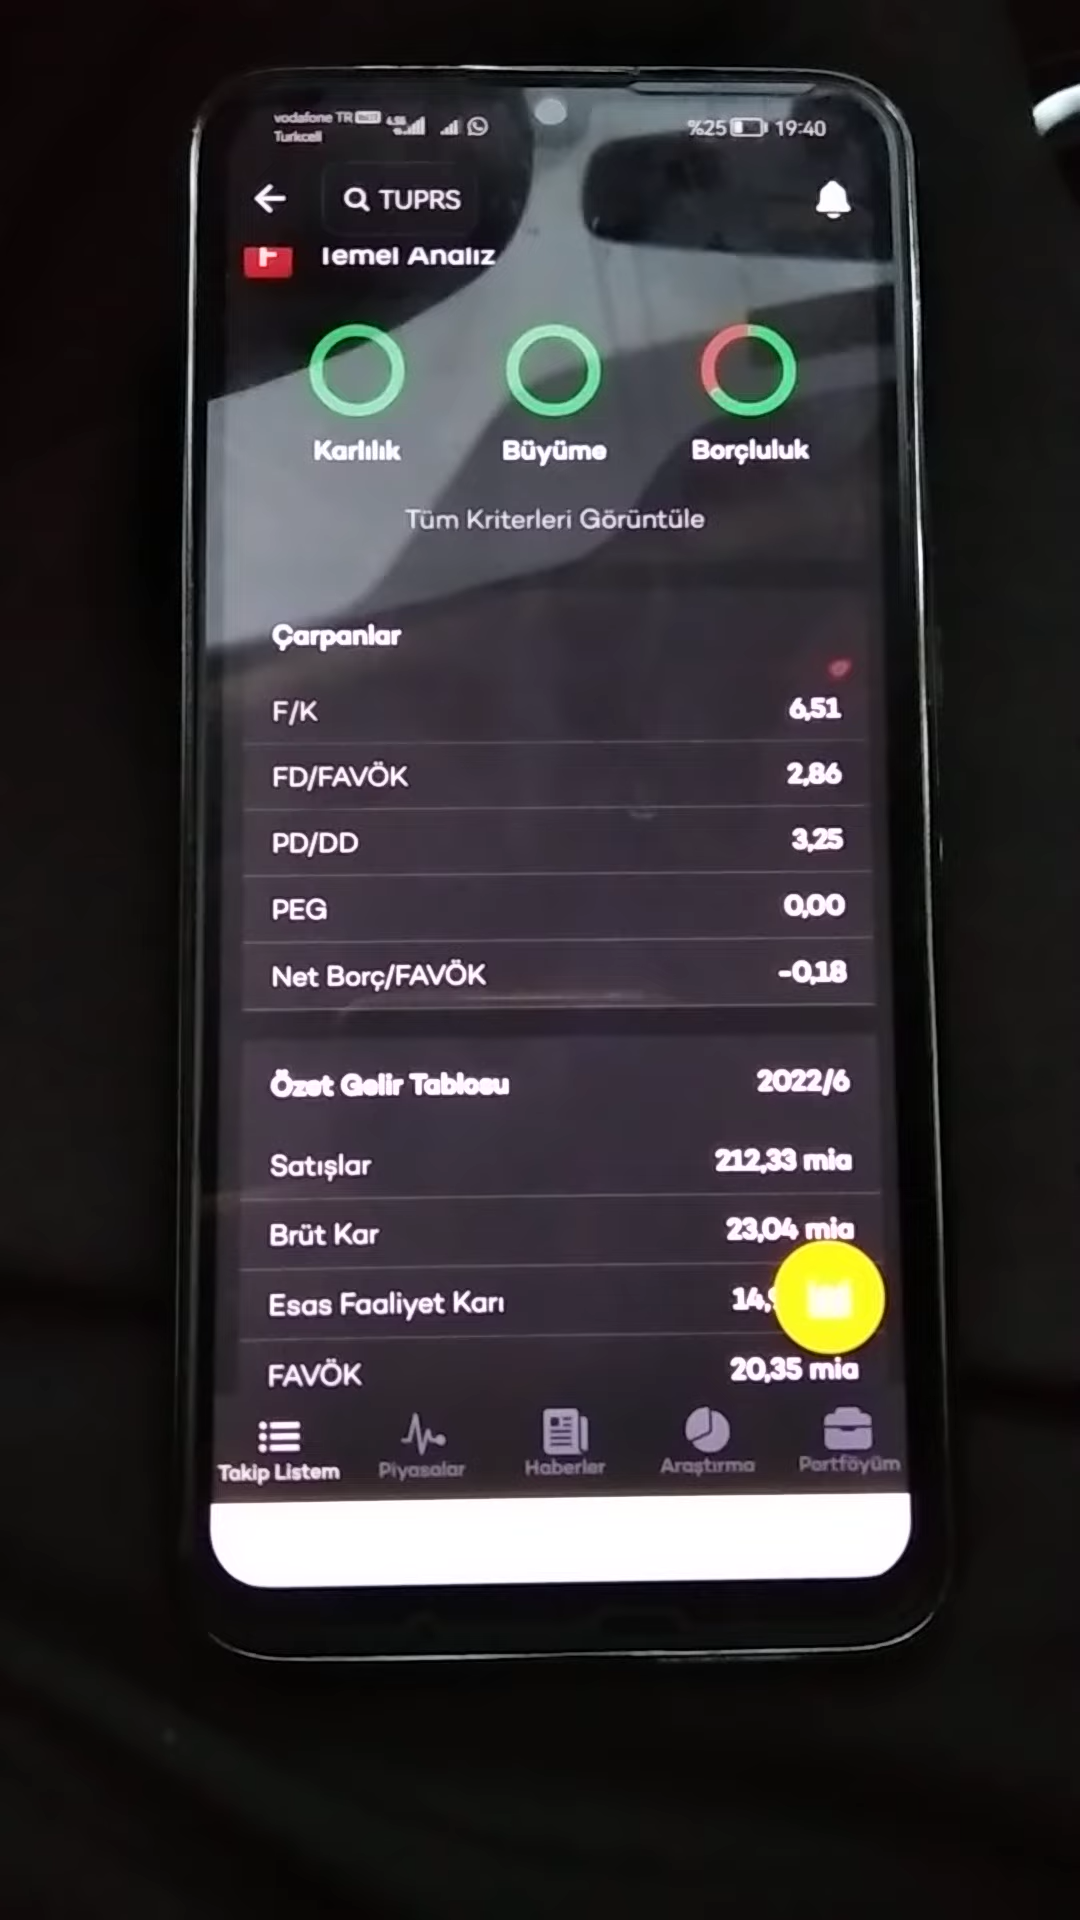 vodafone TR
Turkcell
%25 19:40
TUPRS
Temel Analiz
Karlılık Büyüme Borçluluk
Tüm Kriterleri Görüntüle
Çarpanlar
F/K 6,51
FD/FAVÖK 2,86
PD/DD 3,25
PEG 0,00
Net Borç/FAVÖK -0,18
Özet Gelir Tablosu 2022/6
Satışlar 212,33 mia
Brüt Kar 23,04 mia
Esas Faaliyet Karı 14,
FAVÖK 20,35 mia
Takip Listem Piyasalar Haberler Araştırma Portföyüm